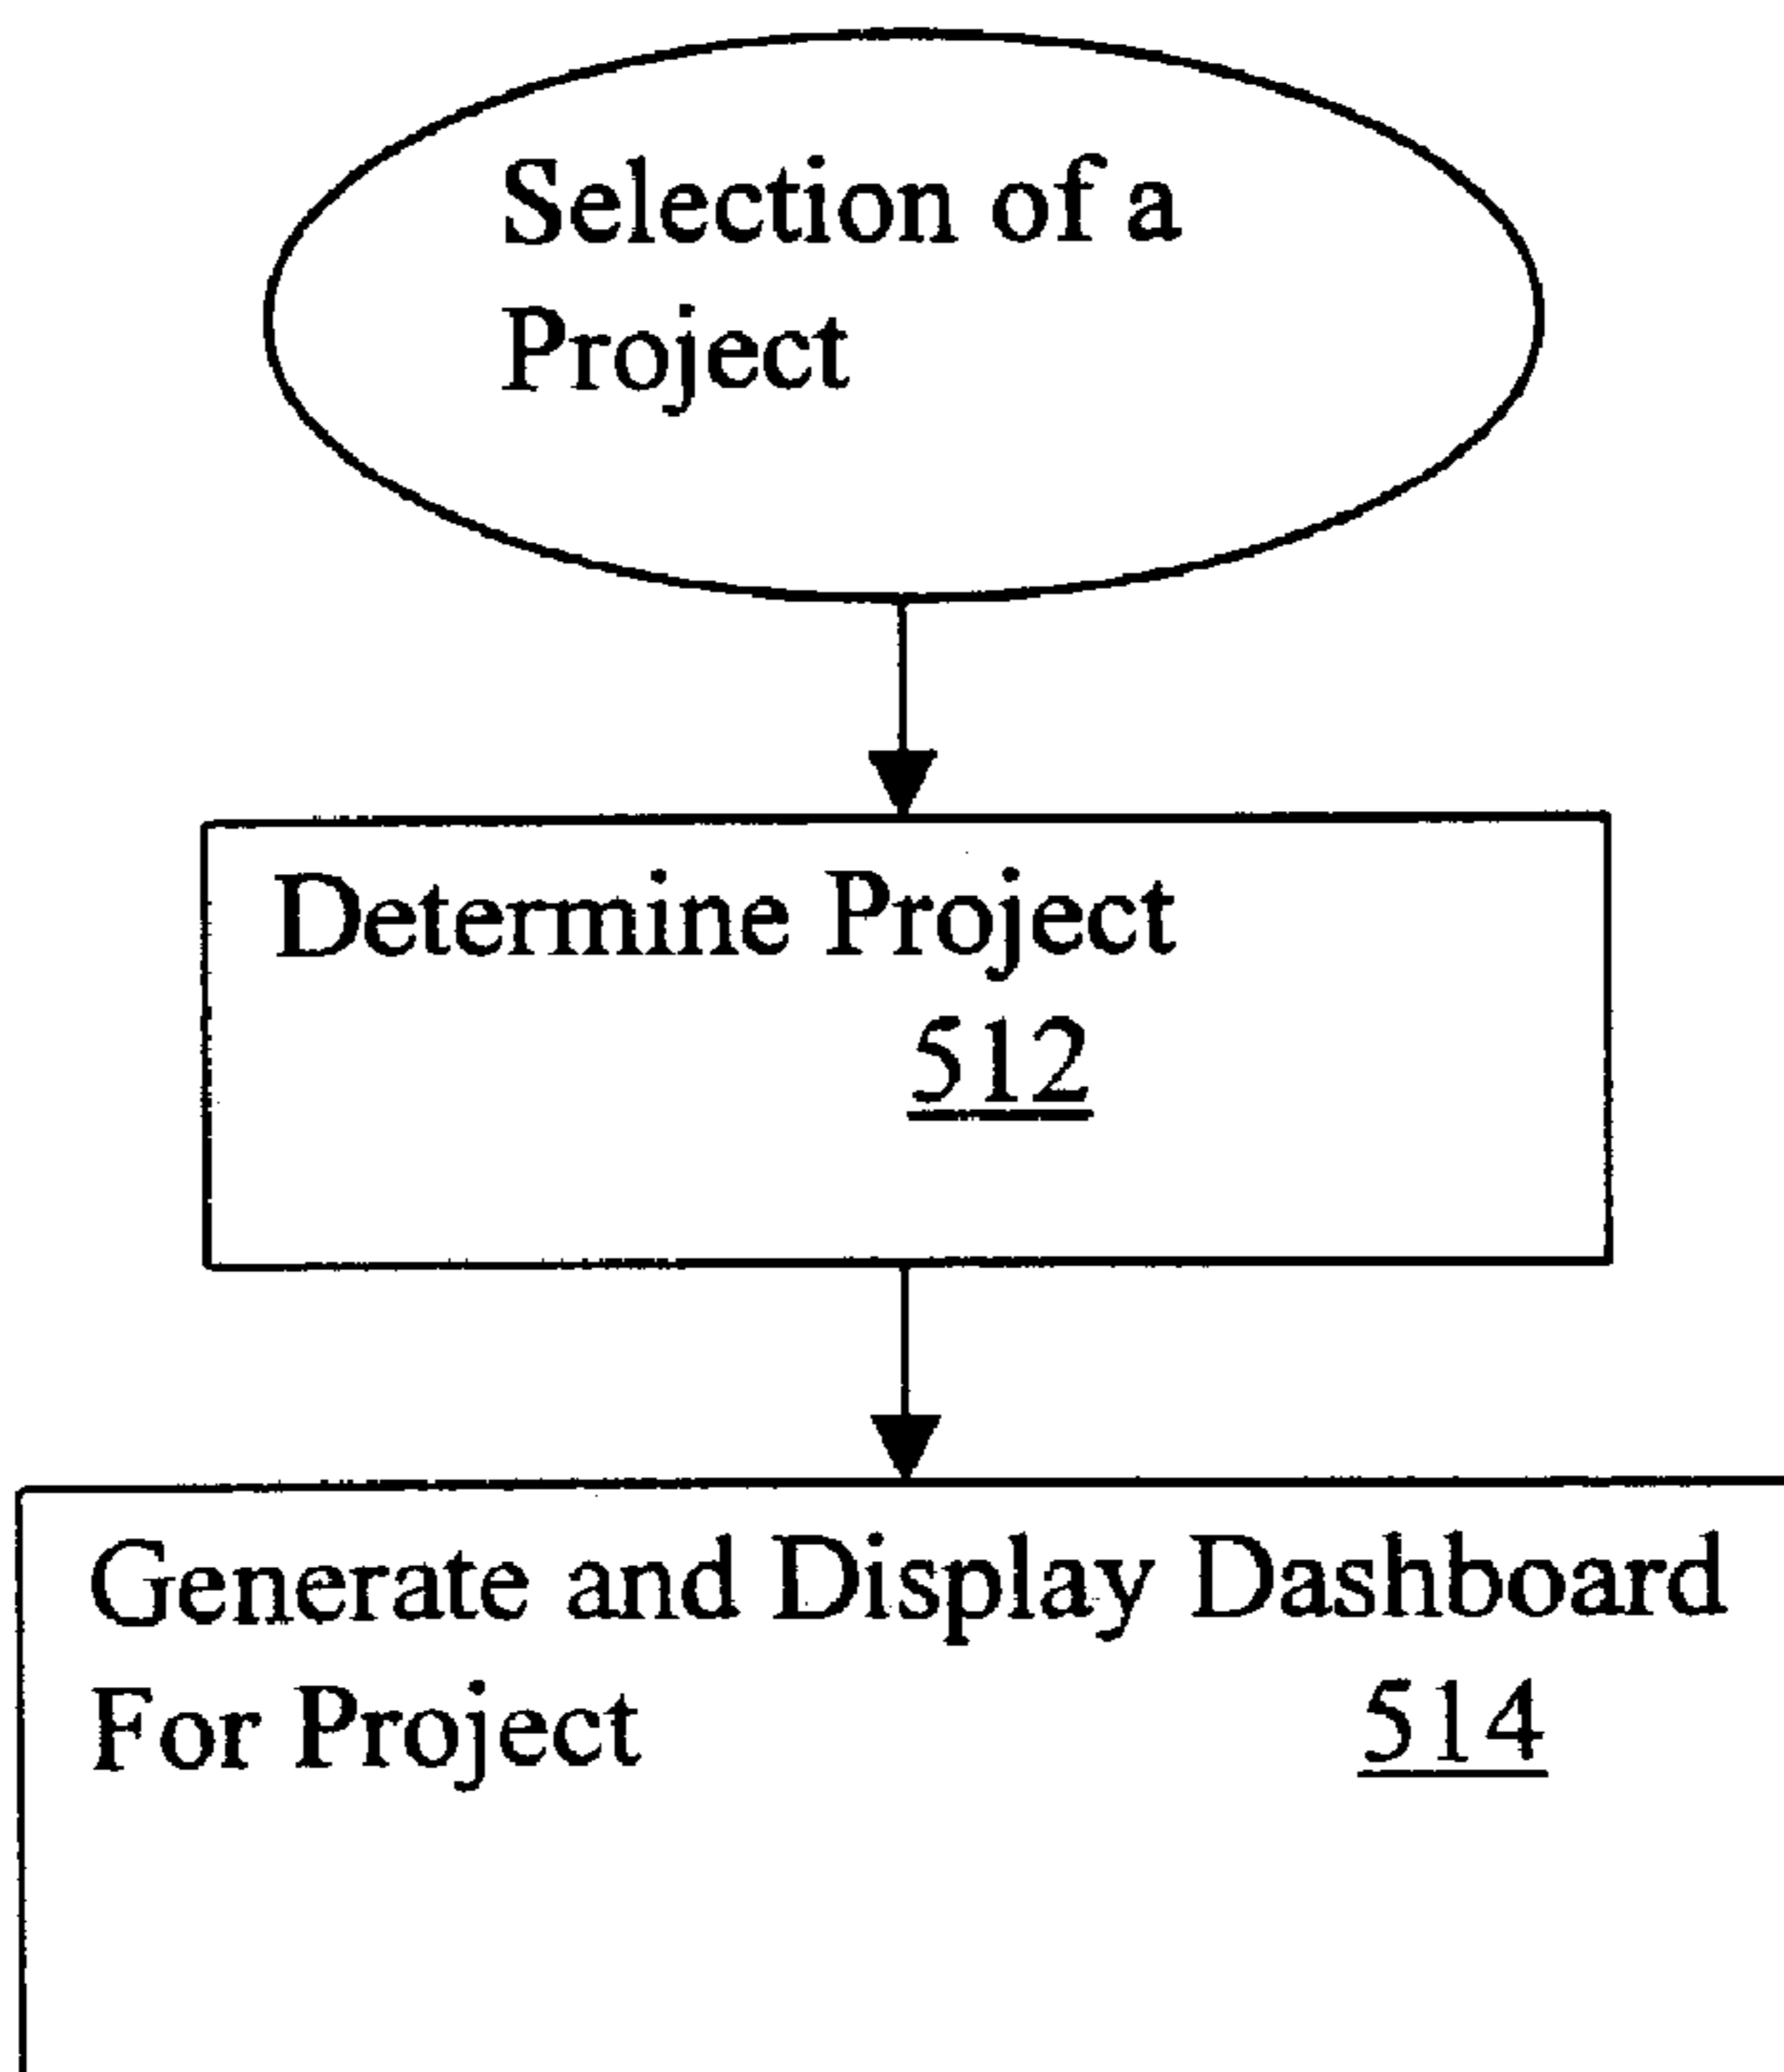 Selection of a
Project
Determine Project
512
Generate and Display Dashboard
For Project 514